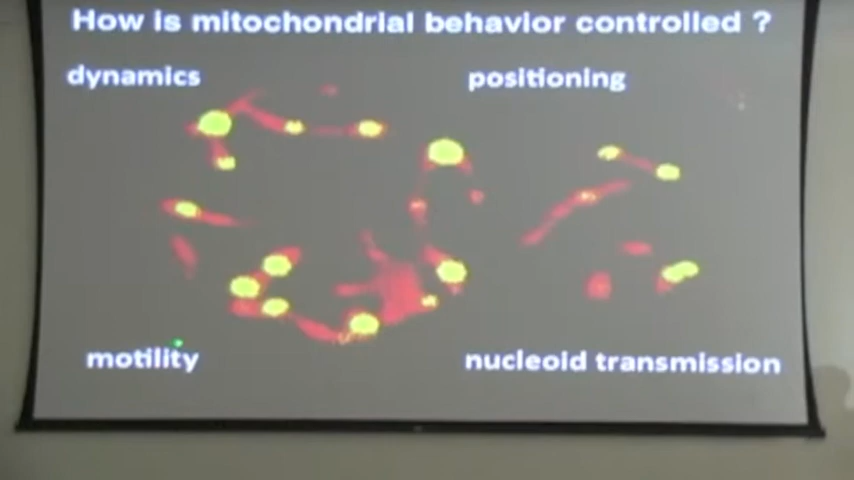 How is mitochondrial behavior controlled ?
dynamics
positioning
motility
nucleoid transmission